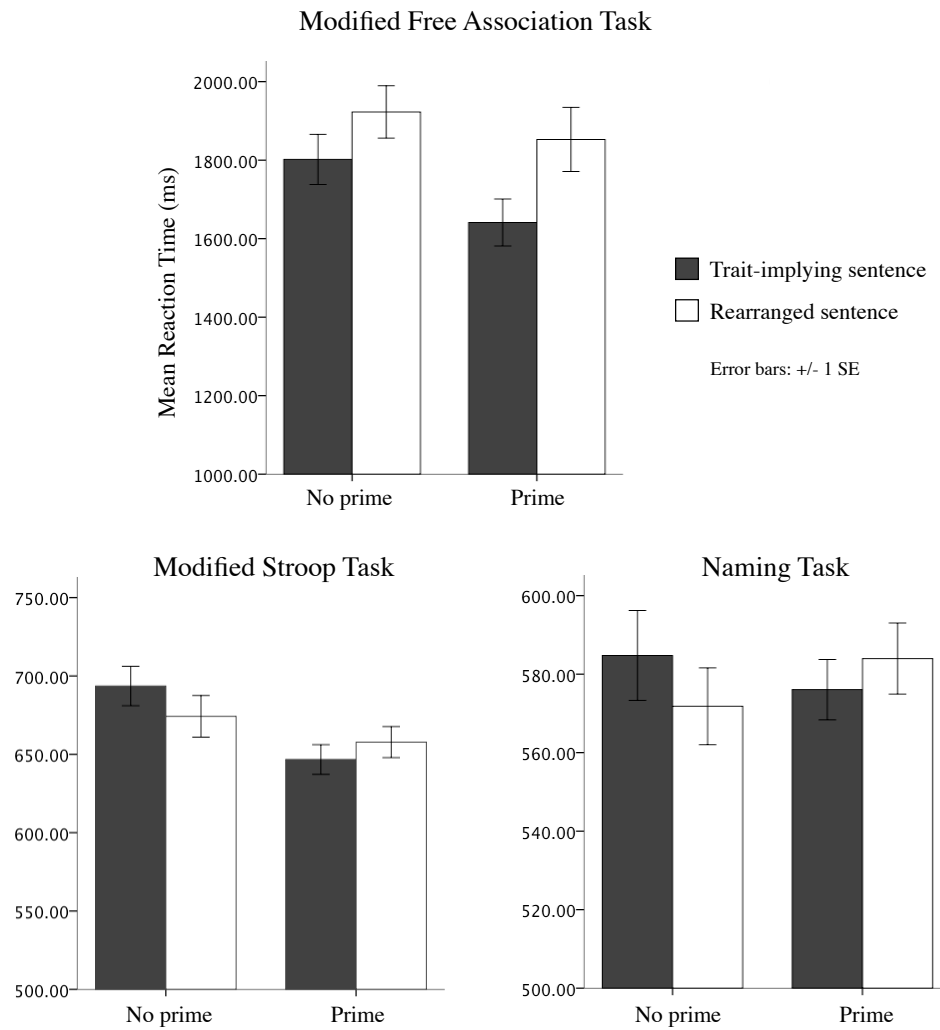 Modified Free Association Task
Mean Reaction Time (ms)
2000.00
1800.00
1600.00
1400.00
1200.00
1000.00
No prime
Prime
Trait-implying sentence
Rearranged sentence
Error bars: +/- 1 SE
Modified Stroop Task
750.00
700.00
650.00
600.00
550.00
500.00
No prime
Prime
Naming Task
600.00
580.00
560.00
540.00
520.00
500.00
No prime
Prime